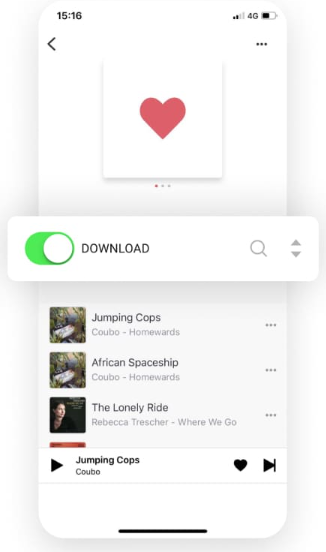 15:16
4G
DOWNLOAD
Jumping Cops
Coubo - Homewards
African Spaceship
Coubo - Homewards
The Lonely Ride
Rebecca Trescher - Where We Go
Jumping Cops
Coubo